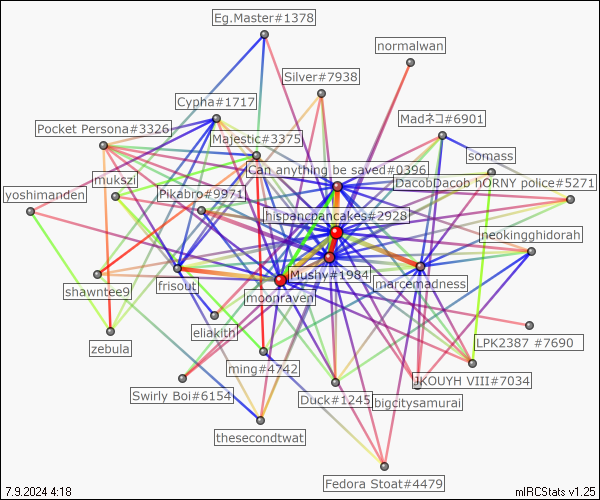 Eg.Master#1378
normalwan
Silver#7938
Cypha#1717
Madネコ#6901
Pocket Persona#3326
Majestic#3375
somass
Can anything be saved#0396
mukszi
DacobDacob hORNY police#5271
yoshimanden
Pikabro#9971
hispancpancakes#2928
neokingghidorah
Mushy#1984
shawntee9
frisout
marcemadness
moonraven
eliakith
LPK2387 #7690
zebula
ming#4742
JKOUYH VIII#7034
Swirly Boi#6154
Duck#1245
bigcitysamurai
thesecondtwat
Fedora Stoat#4479
7.9.2024 4:18
mIRCStats v1.25